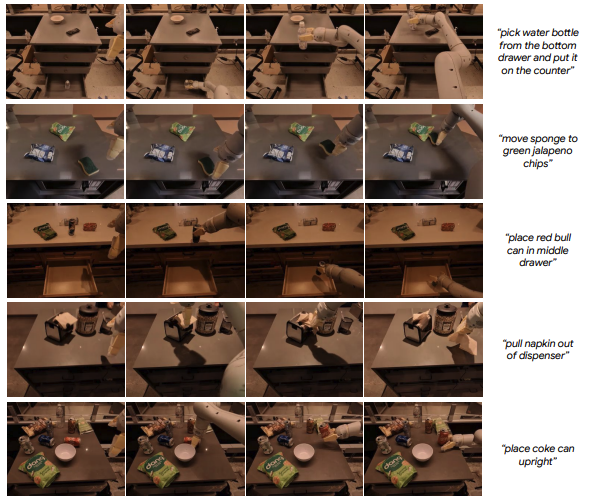 "pick water bottle
from the bottom
drawer and put it
on the counter"
"move sponge to
green jalapeno
chips"
"place red bull
can in middle
drawer"
"pull napkin out
of dispenser"
"place coke can
upright"